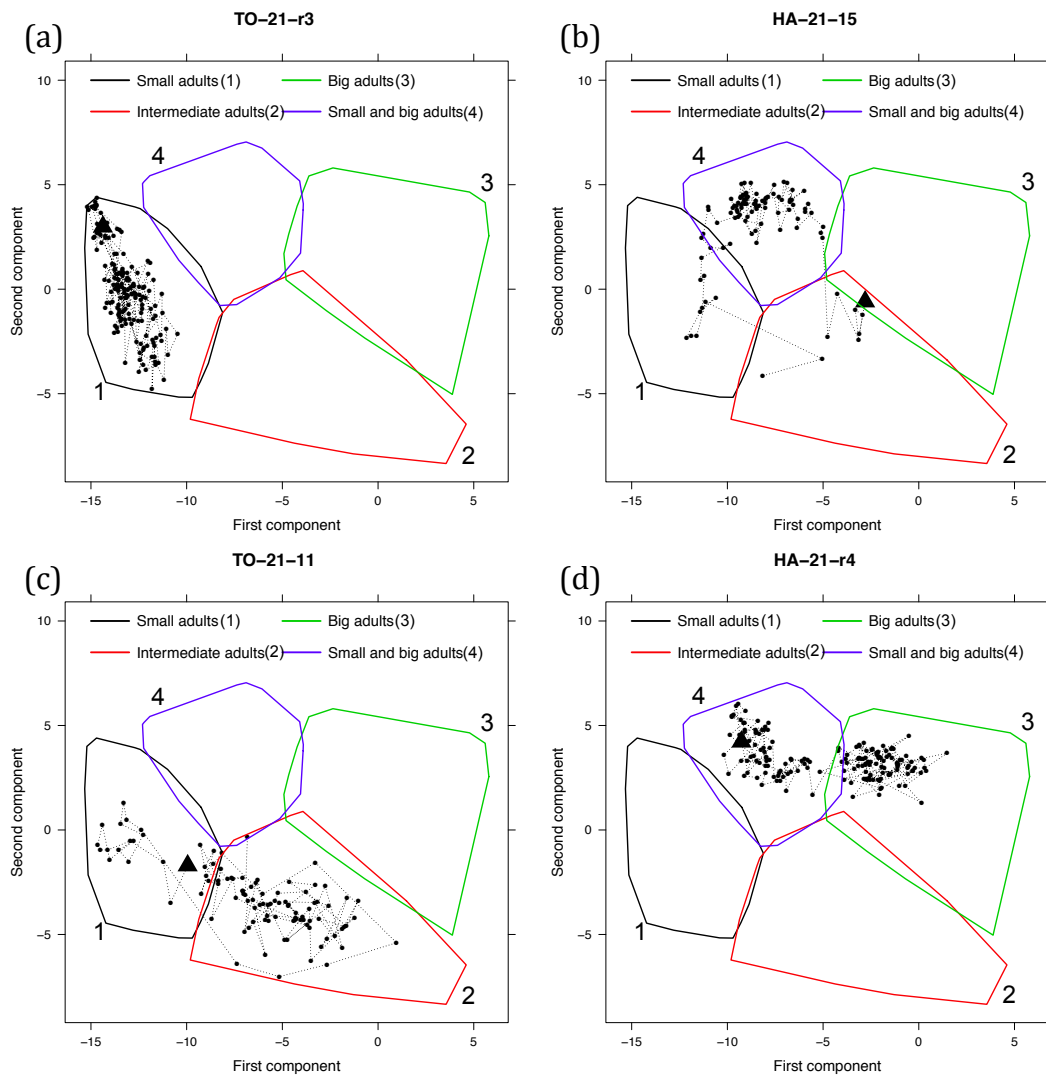 (a) TO−21−r3
Small adults(1) Big adults(3)
Intermediate adults(2) Small and big adults(4)
4
3
1
2
10
5
0
−5
Second component
−15 −10 −5 0 5
First component
(b) HA−21−15
Small adults(1) Big adults(3)
Intermediate adults(2) Small and big adults(4)
4
3
1
2
10
5
0
−5
Second component
−15 −10 −5 0 5
First component
(c) TO−21−11
Small adults(1) Big adults(3)
Intermediate adults(2) Small and big adults(4)
4
3
1
2
10
5
0
−5
Second component
−15 −10 −5 0 5
First component
(d) HA−21−r4
Small adults(1) Big adults(3)
Intermediate adults(2) Small and big adults(4)
4
3
1
2
10
5
0
−5
Second component
−15 −10 −5 0 5
First component